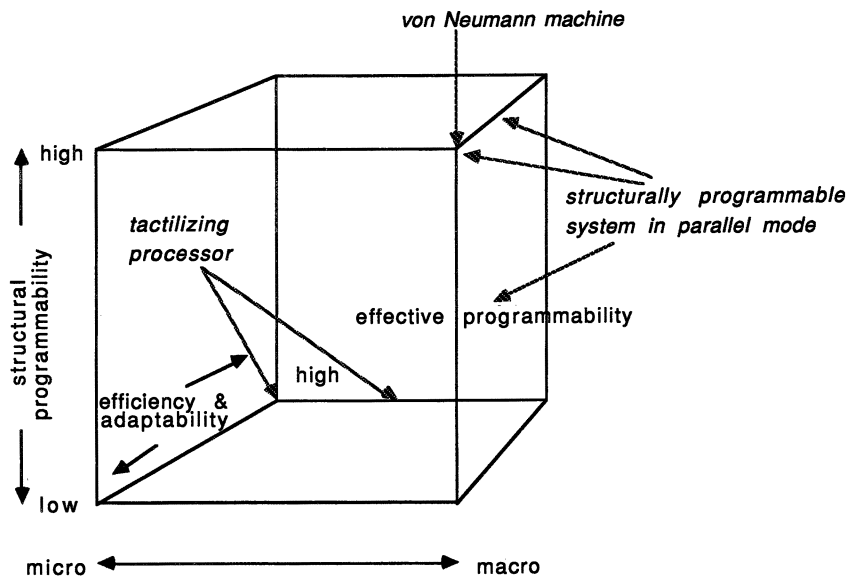 von Neumann machine
high
structurally programmable
system in parallel mode
tactilizing
processor
structural
programmability
effective programmability
high
efficiency &
adaptability
low
micro
macro